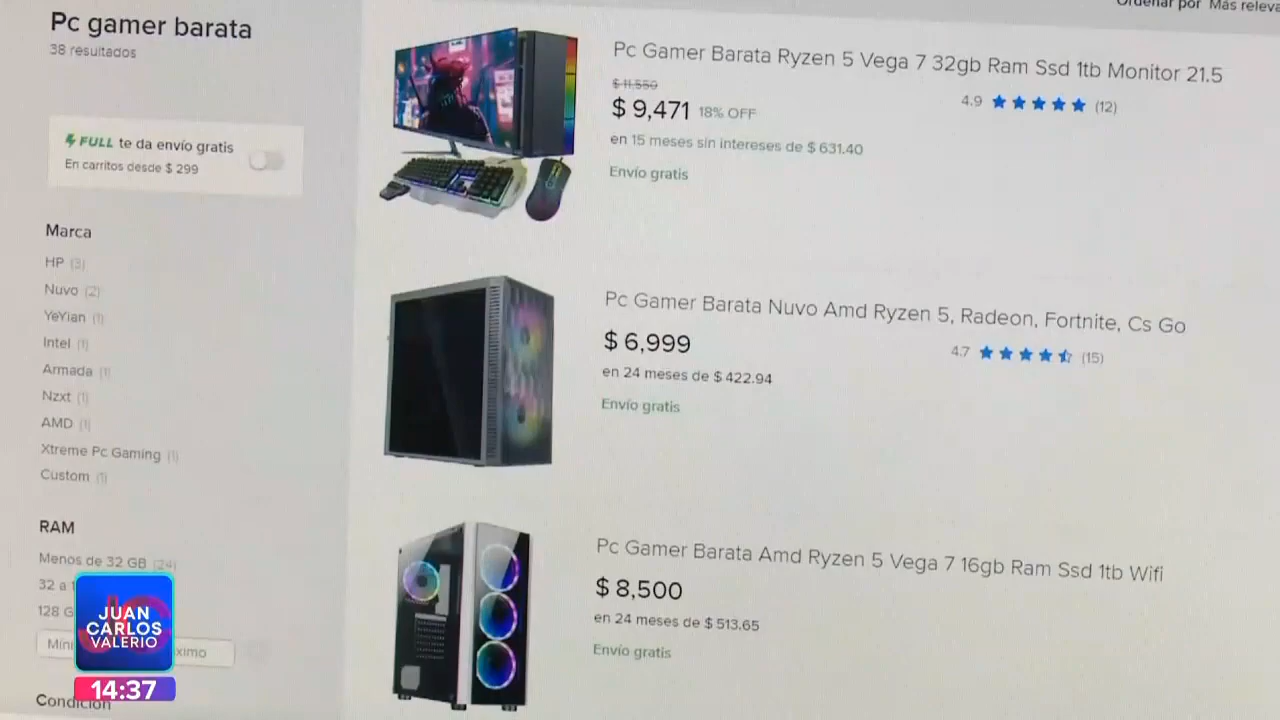 Ordenar por Más releva
Pc gamer barata
38 resultados
FULL te da envío gratis
En carritos desde $ 299
Marca
HP (3)
Nuvo (2)
YeYian (1)
Intel (1)
Armada (1)
Nzxt (1)
AMD (1)
Xtreme Pc Gaming (1)
Custom (1)
RAM
Menos de 32 GB (24)
32 a
128 G
Condición
Pc Gamer Barata Ryzen 5 Vega 7 32gb Ram Ssd 1tb Monitor 21.5
4.9 (12)
$ 11,550
$ 9,471 18% OFF
en 15 meses sin intereses de $ 631.40
Envío gratis
Pc Gamer Barata Nuvo Amd Ryzen 5, Radeon, Fortnite, Cs Go
4.7 (15)
$ 6,999
en 24 meses de $ 422.94
Envío gratis
Pc Gamer Barata Amd Ryzen 5 Vega 7 16gb Ram Ssd 1tb Wifi
$ 8,500
en 24 meses de $ 513.65
Envío gratis
JUAN
CARLOS
VALERIO
14:37